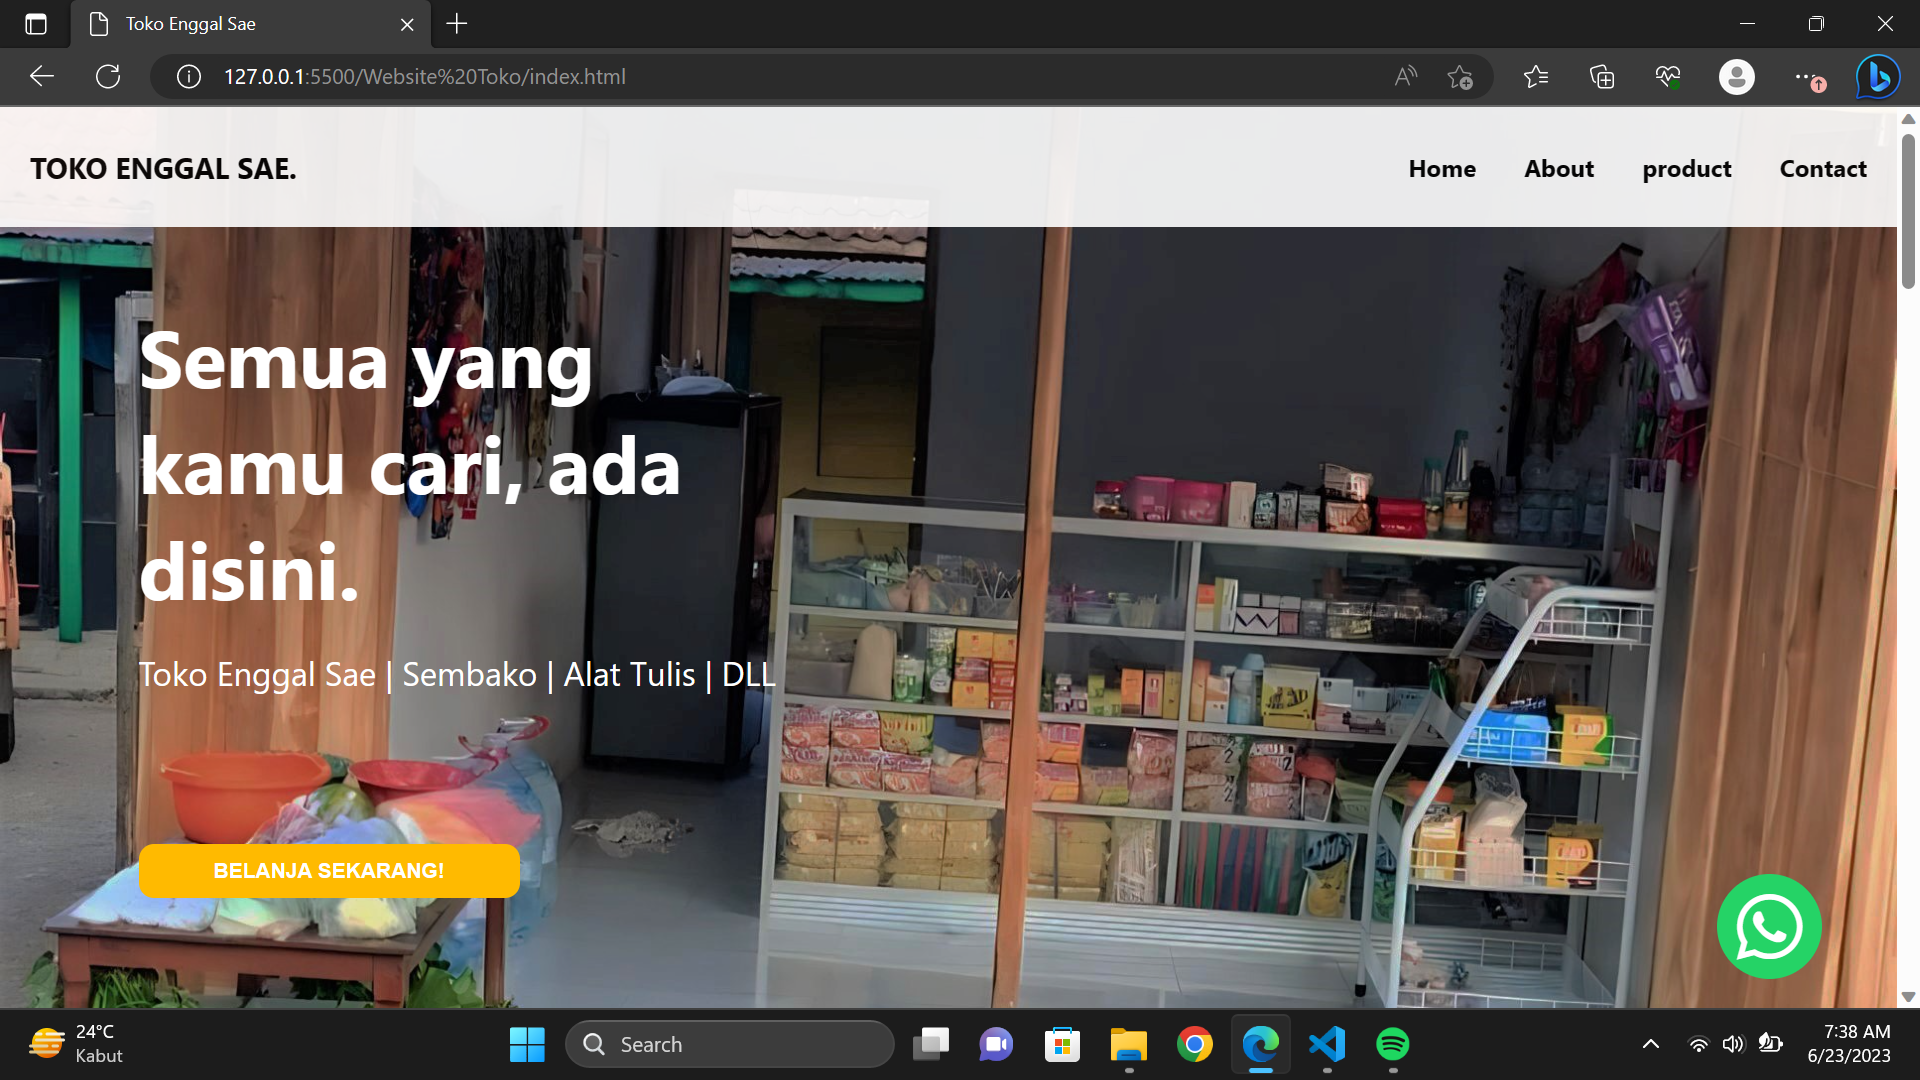 Toko Enggal Sae
127.0.0.1:5500/Website%20Toko/index.html
TOKO ENGGAL SAE.
Home
About
product
Contact
Semua yang
kamu cari, ada
disini.
Toko Enggal Sae | Sembako | Alat Tulis | DLL
BELANJA SEKARANG!
24°C
Kabut
Search
7:38 AM
6/23/2023